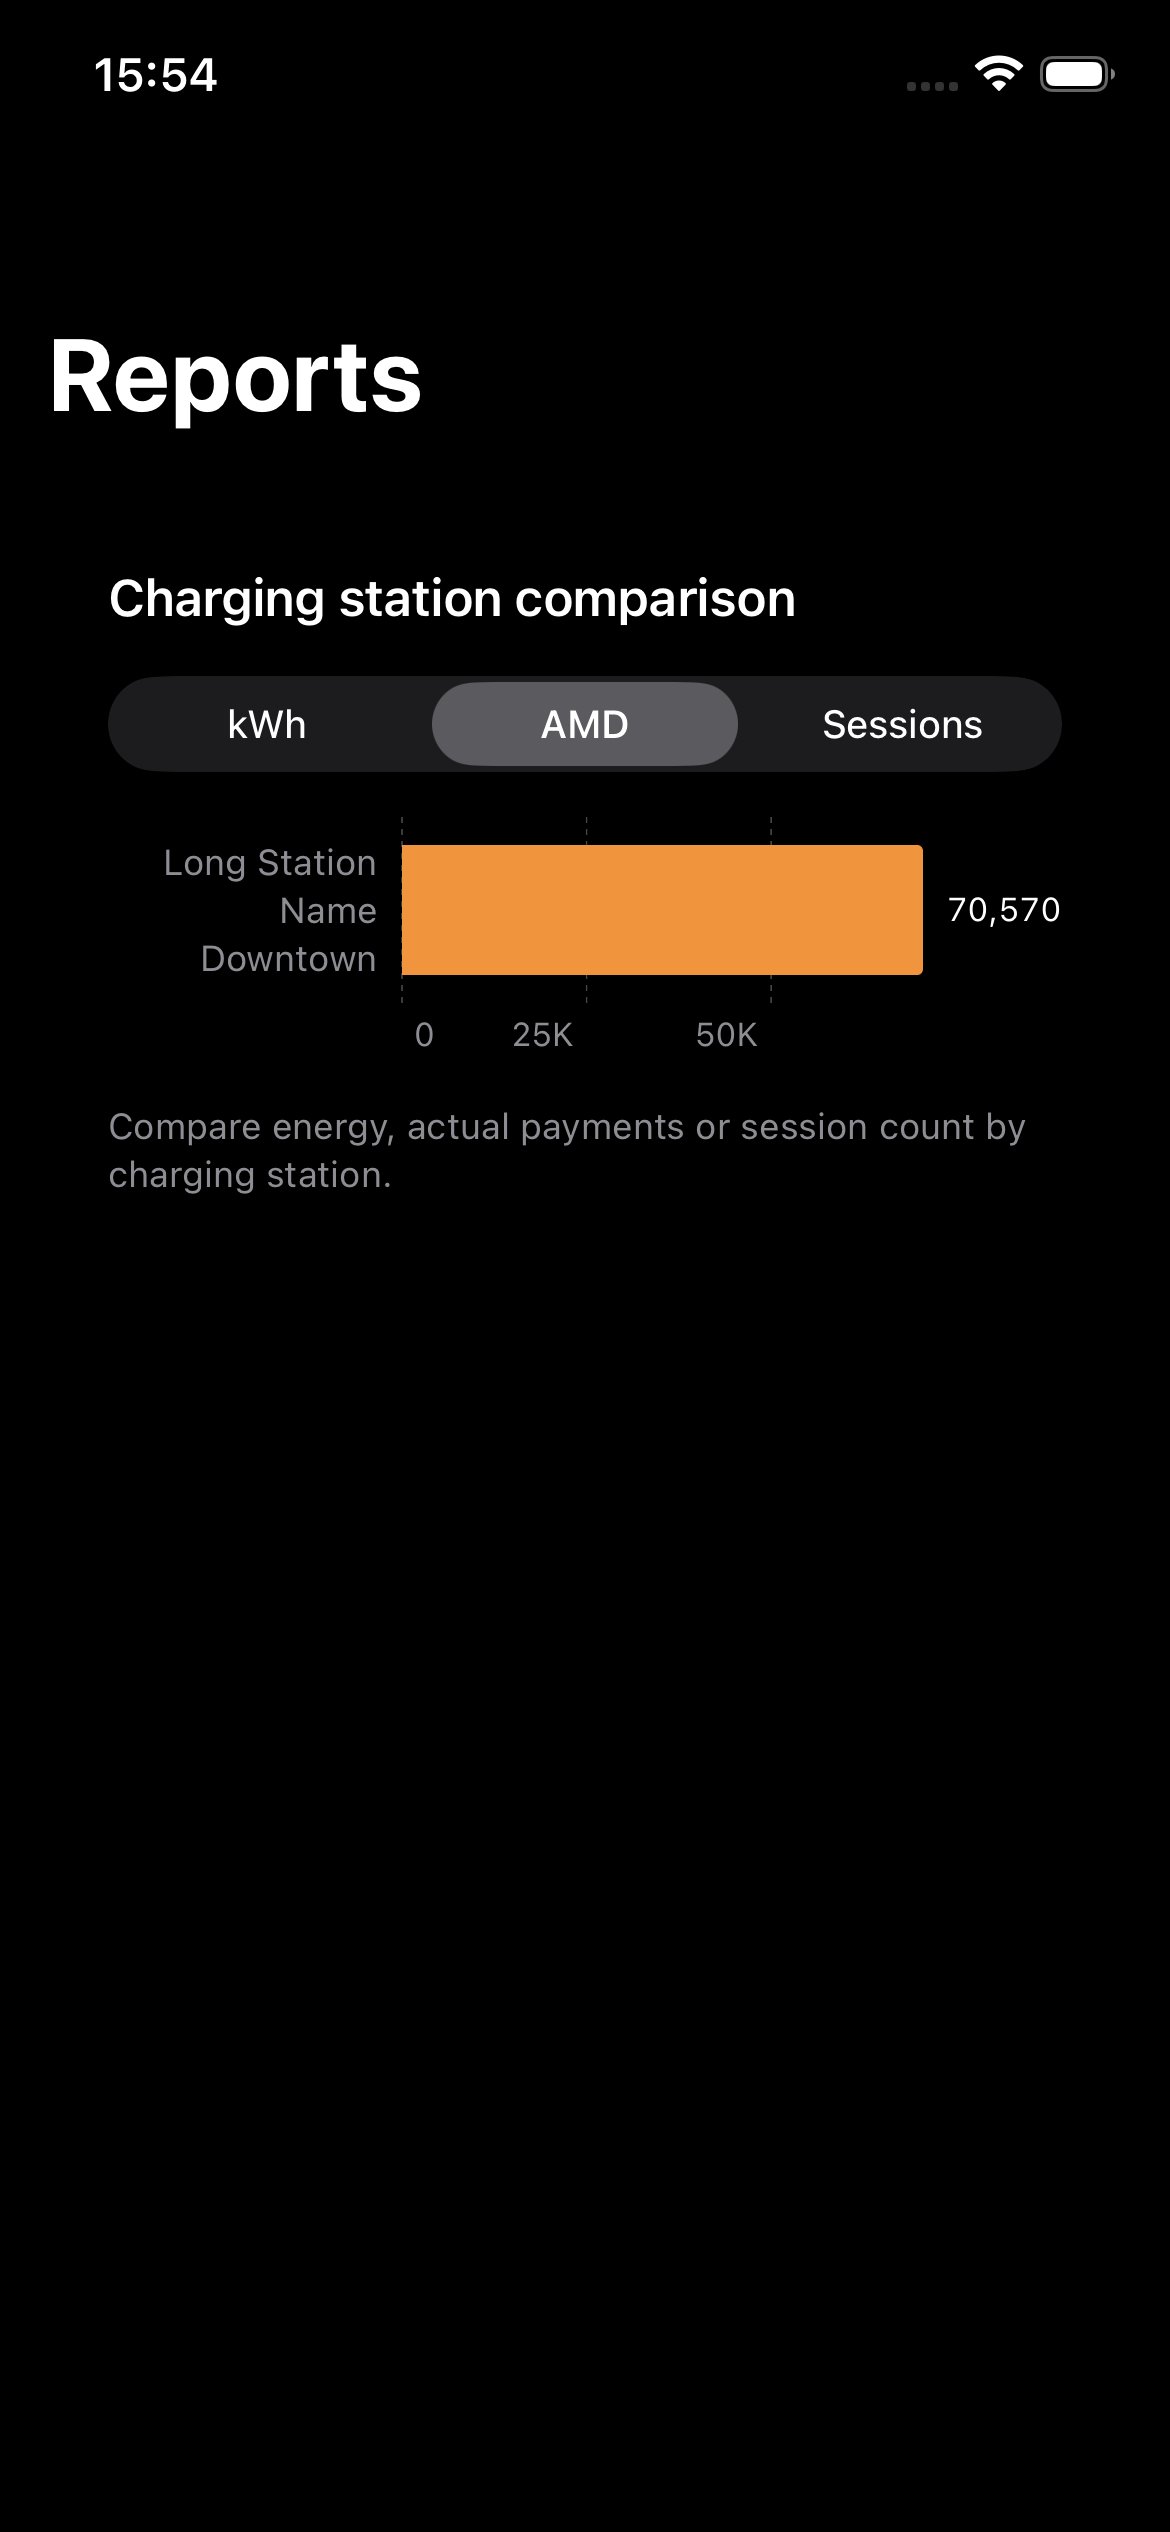 15:54
Reports
Charging station comparison
kWh AMD Sessions
Long Station
Name
Downtown
70,570
0 25K 50K
Compare energy, actual payments or session count by
charging station.